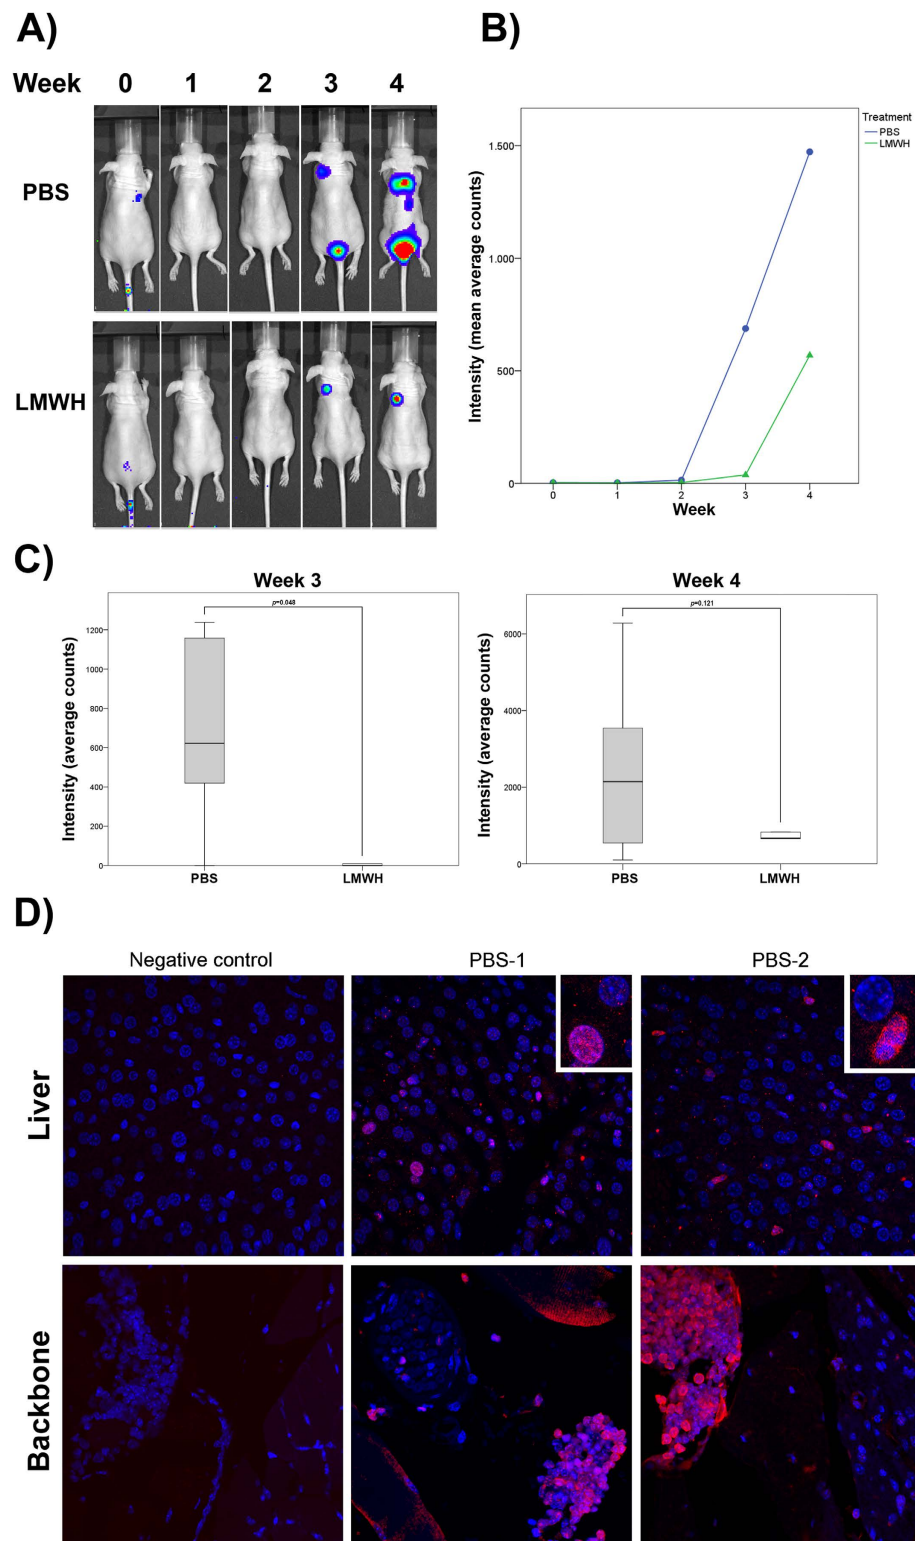 A)
Week 0 1 2 3 4
PBS
LMWH
B)
Treatment
PBS
LMWH
Intensity (mean average counts)
1.500
1.000
500
0
0 1 2 3 4
Week
C)
Week 3
p=0.048
Intensity (average counts)
1200
1000
800
600
400
200
0
PBS LMWH
Week 4
p=0.121
Intensity (average counts)
6000
4000
2000
0
PBS LMWH
D)
Negative control PBS-1 PBS-2
Liver
Backbone